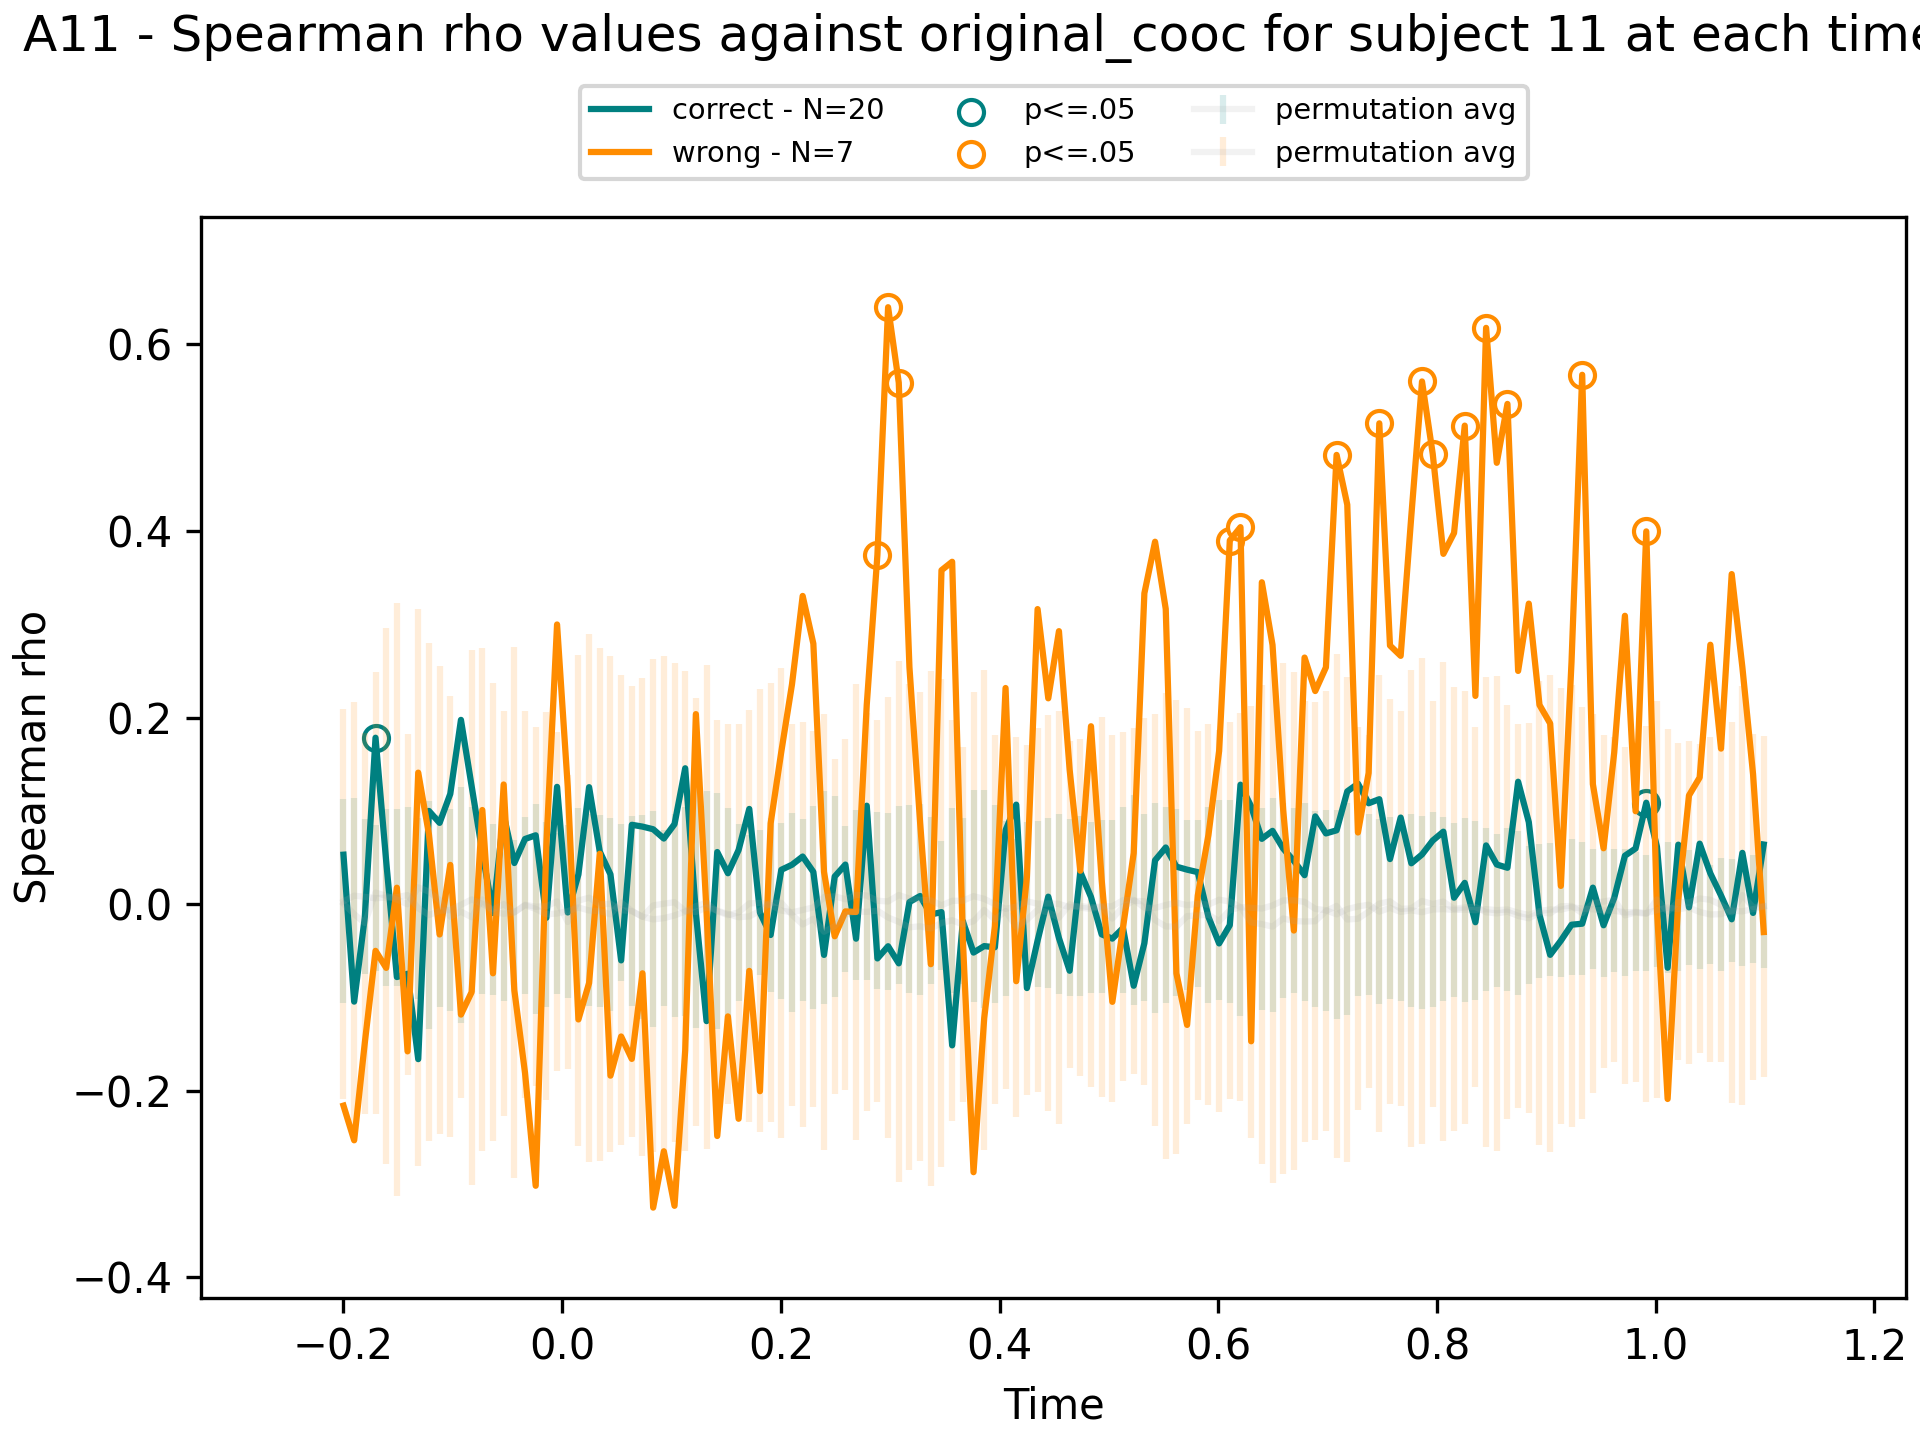 A11 - Spearman rho values against original_cooc for subject 11 at each time
correct - N=20
wrong - N=7
p<=.05
p<=.05
permutation avg
permutation avg
Spearman rho
0.6
0.4
0.2
0.0
−0.2
−0.4
−0.2
0.0
0.2
0.4
0.6
0.8
1.0
1.2
Time